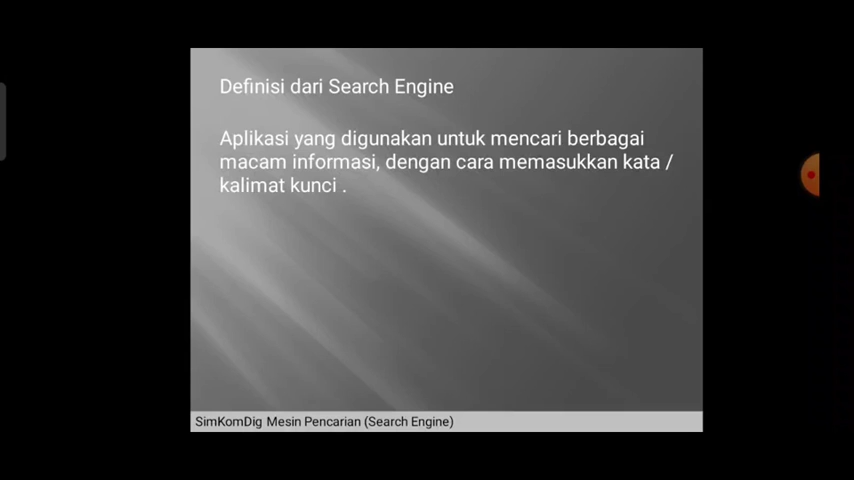 Definisi dari Search Engine
Aplikasi yang digunakan untuk mencari berbagai
macam informasi, dengan cara memasukkan kata /
kalimat kunci .
SimKomDig Mesin Pencarian (Search Engine)